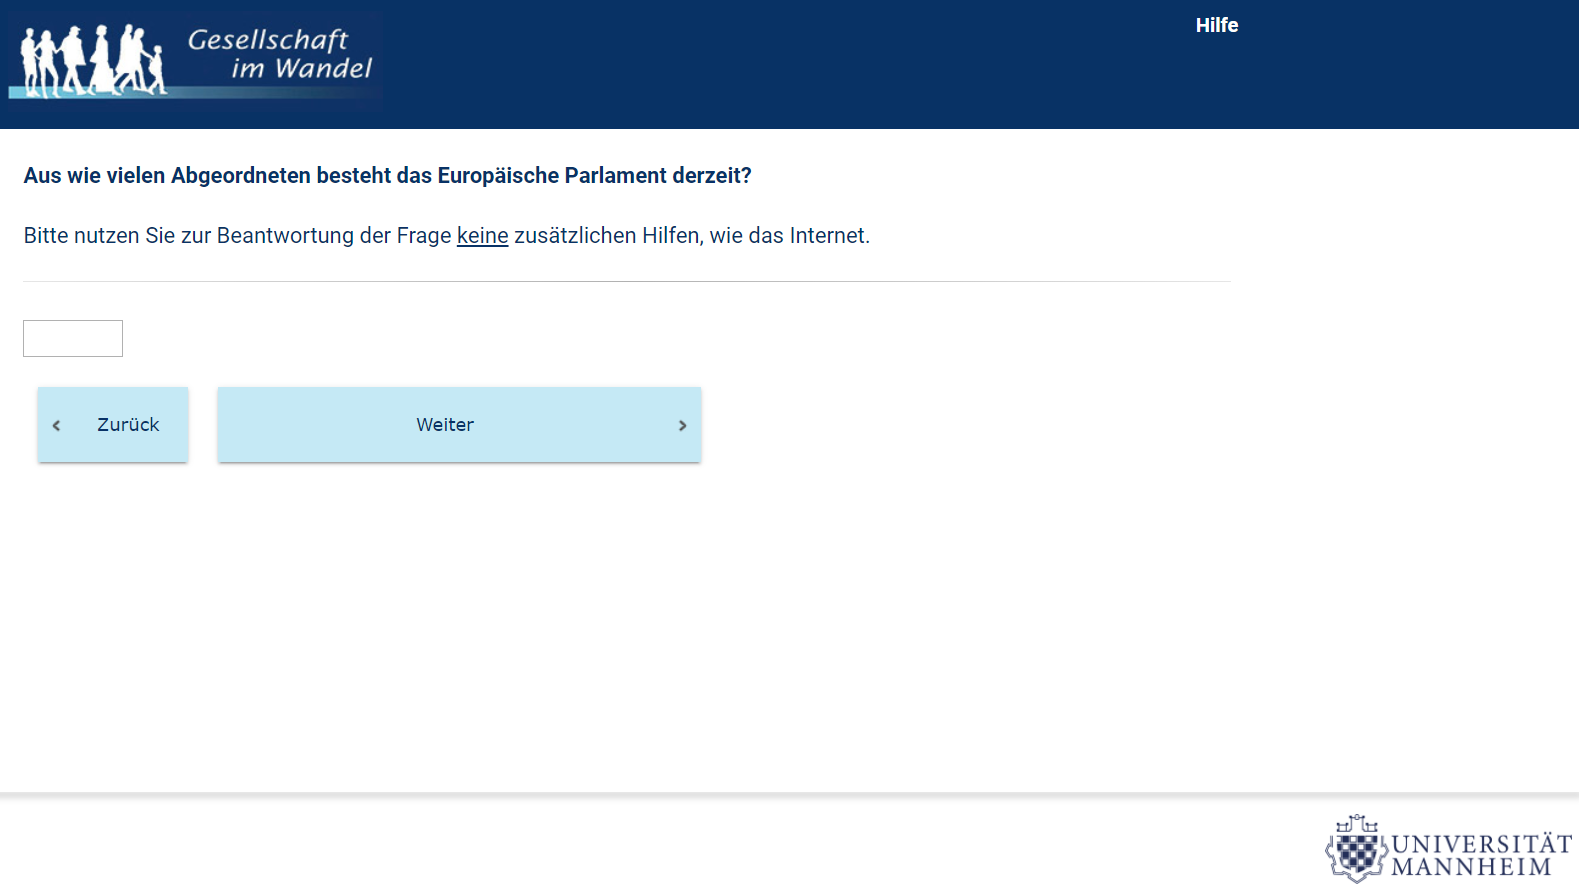 Gesellschaft
im Wandel
Hilfe
Aus wie vielen Abgeordneten besteht das Europäische Parlament derzeit?
Bitte nutzen Sie zur Beantwortung der Frage keine zusätzlichen Hilfen, wie das Internet.
Zurück
Weiter
UNIVERSITÄT
MANNHEIM